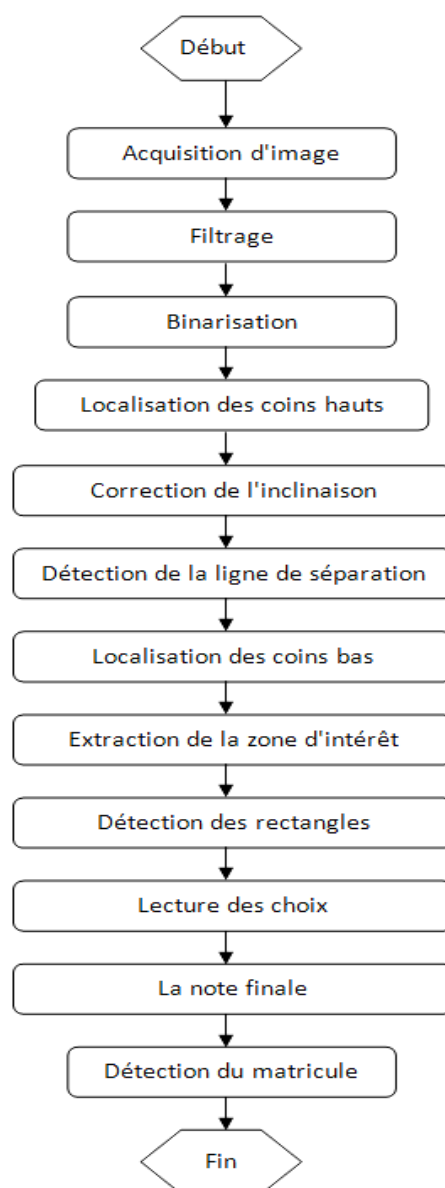 Début
Acquisition d'image
Filtrage
Binarisation
Localisation des coins hauts
Correction de l'inclinaison
Détection de la ligne de séparation
Localisation des coins bas
Extraction de la zone d'intérêt
Détection des rectangles
Lecture des choix
La note finale
Détection du matricule
Fin